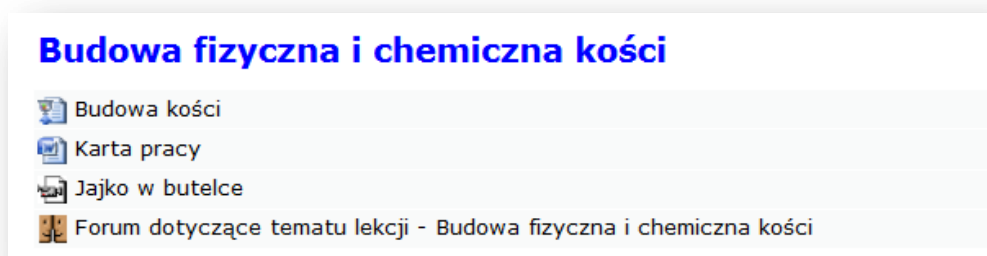 Budowa fizyczna i chemiczna kości
Budowa kości
Karta pracy
Jajko w butelce
Forum dotyczące tematu lekcji - Budowa fizyczna i chemiczna kości